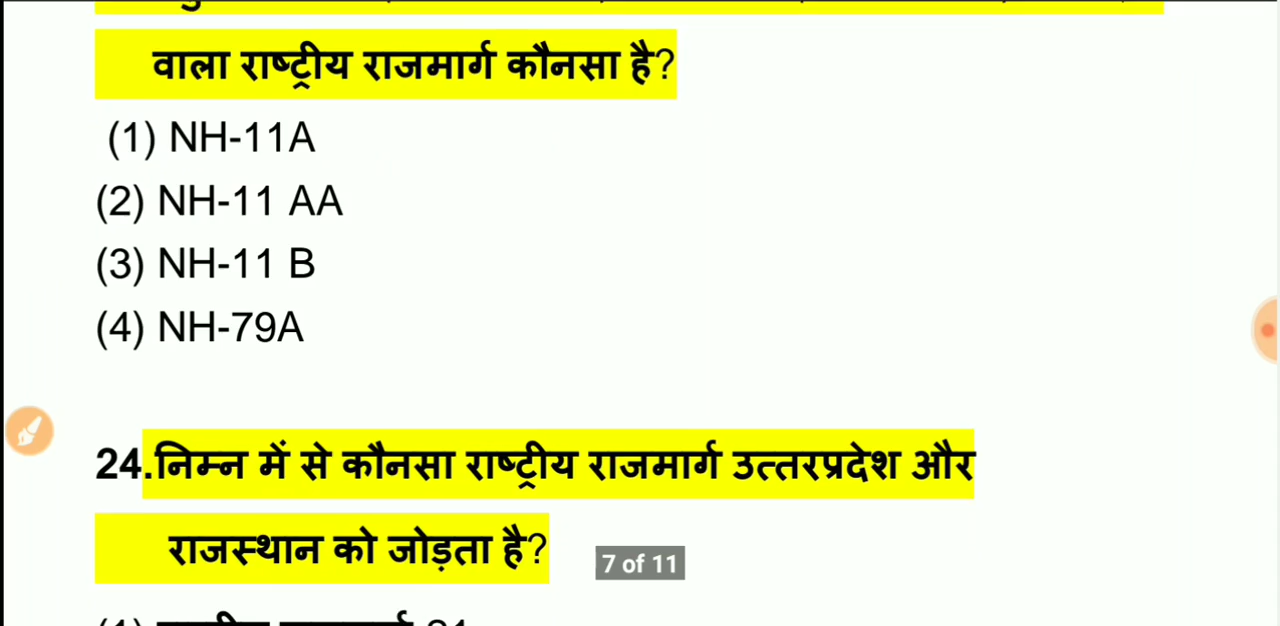 वाला राष्ट्रीय राजमार्ग कौनसा है?
(1) NH-11A
(2) NH-11 AA
(3) NH-11 B
(4) NH-79A
24.निम्न में से कौनसा राष्ट्रीय राजमार्ग उत्तरप्रदेश और
राजस्थान को जोड़ता है?
7 of 11